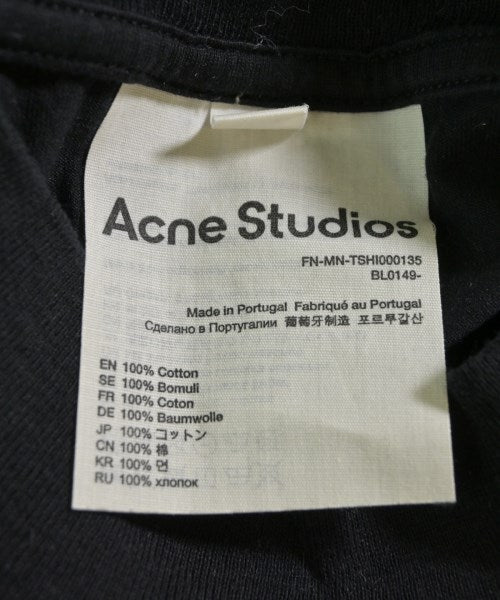 Acne Studios
FN-MN-TSHI000135
BL0149-
Made in Portugal Fabriqué au Portugal
Сделано в Португалии 葡萄牙制造 포르투갈산
EN 100% Cotton
SE 100% Bomull
FR 100% Coton
DE 100% Baumwolle
JP 100% コットン
CN 100% 棉
KR 100% 면
RU 100% хлопок